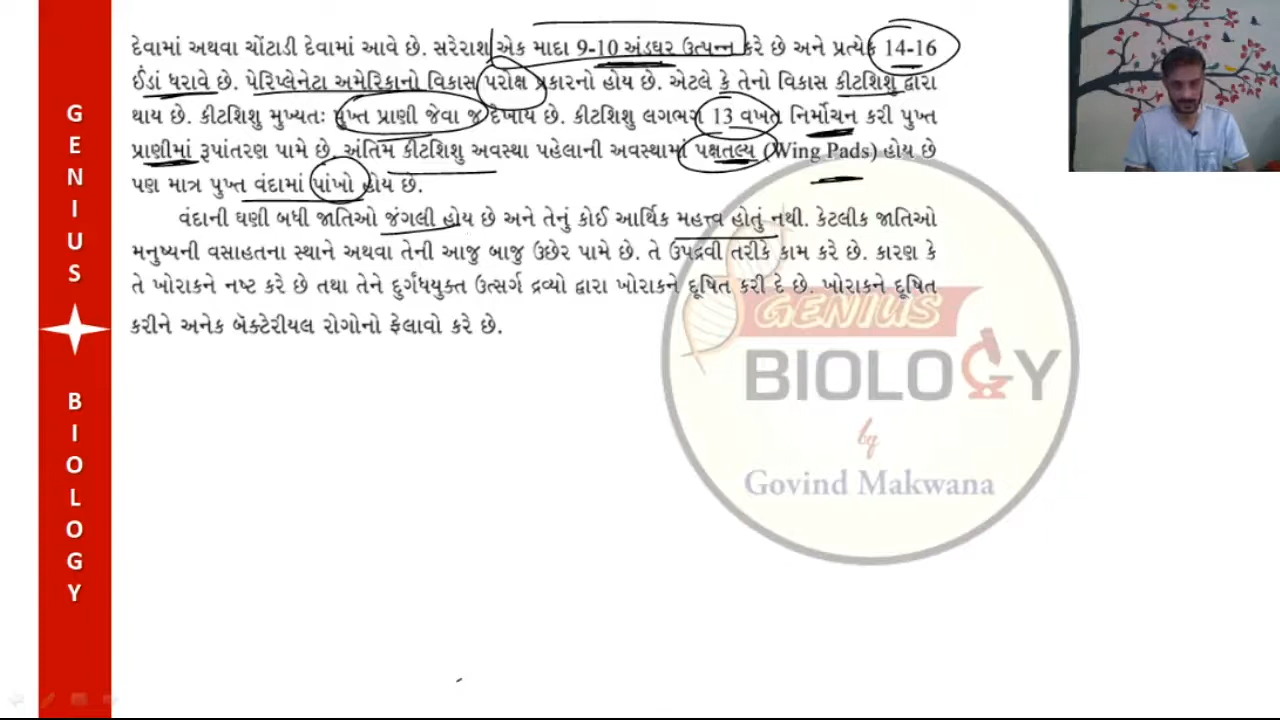 દેવામાં અથવા ચોંટાડી દેવામાં આવે છે. સરેરાશ એક માદા 9-10 અંડઘર ઉત્પન્ન કરે છે અને પ્રત્યેક 14-16
ઈંડાં ધરાવે છે. પેરિપ્લેનેટા અમેરિકાનો વિકાસ પરોક્ષ પ્રકારનો હોય છે. એટલે કે તેનો વિકાસ કીટશિશુ દ્વારા
થાય છે. કીટશિશુ મુખ્યતઃ પુખ્ત પ્રાણી જેવા જ દેખાય છે. કીટશિશુ લગભગ 13 વખત નિર્મોચન કરી પુખ્ત
પ્રાણીમાં રૂપાંતરણ પામે છે. અંતિમ કીટશિશુ અવસ્થા પહેલાની અવસ્થામાં પક્ષતલ્પ (Wing Pads) હોય છે
પણ માત્ર પુખ્ત વંદામાં પાંખો હોય છે.
વંદાની ઘણી બધી જાતિઓ જંગલી હોય છે અને તેનું કોઈ આર્થિક મહત્ત્વ હોતું નથી. કેટલીક જાતિઓ
મનુષ્યની વસાહતના સ્થાને અથવા તેની આજુ બાજુ ઉછેર પામે છે. તે ઉપદ્રવી તરીકે કામ કરે છે. કારણ કે
તે ખોરાકને નષ્ટ કરે છે તથા તેને દુર્ગંધયુક્ત ઉત્સર્ગ દ્રવ્યો દ્વારા ખોરાકને દૂષિત કરી દે છે. ખોરાકને દૂષિત
કરીને અનેક બૅક્ટેરીયલ રોગોનો ફેલાવો કરે છે.
GENIUS
BIOLOGY
GENIUS
BIOLOGY
by
Govind Makwana